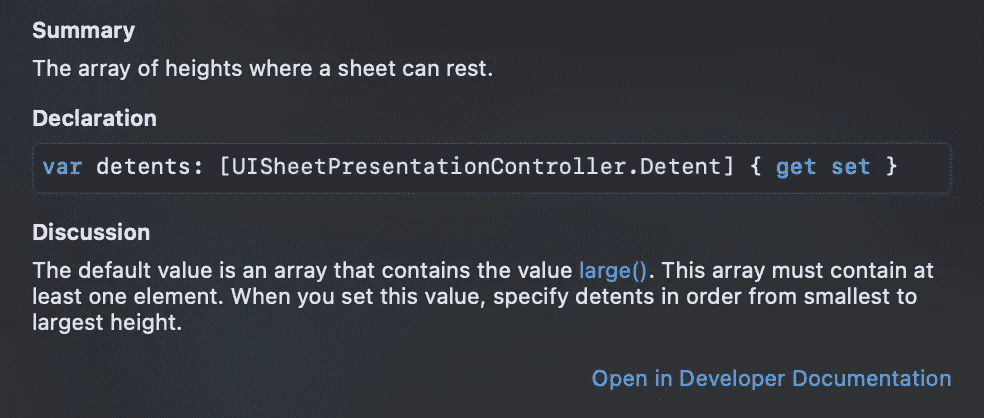 Summary
The array of heights where a sheet can rest.
Declaration
var detents: [UISheetPresentationController.Detent] { get set }
Discussion
The default value is an array that contains the value large(). This array must contain at
least one element. When you set this value, specify detents in order from smallest to
largest height.
Open in Developer Documentation